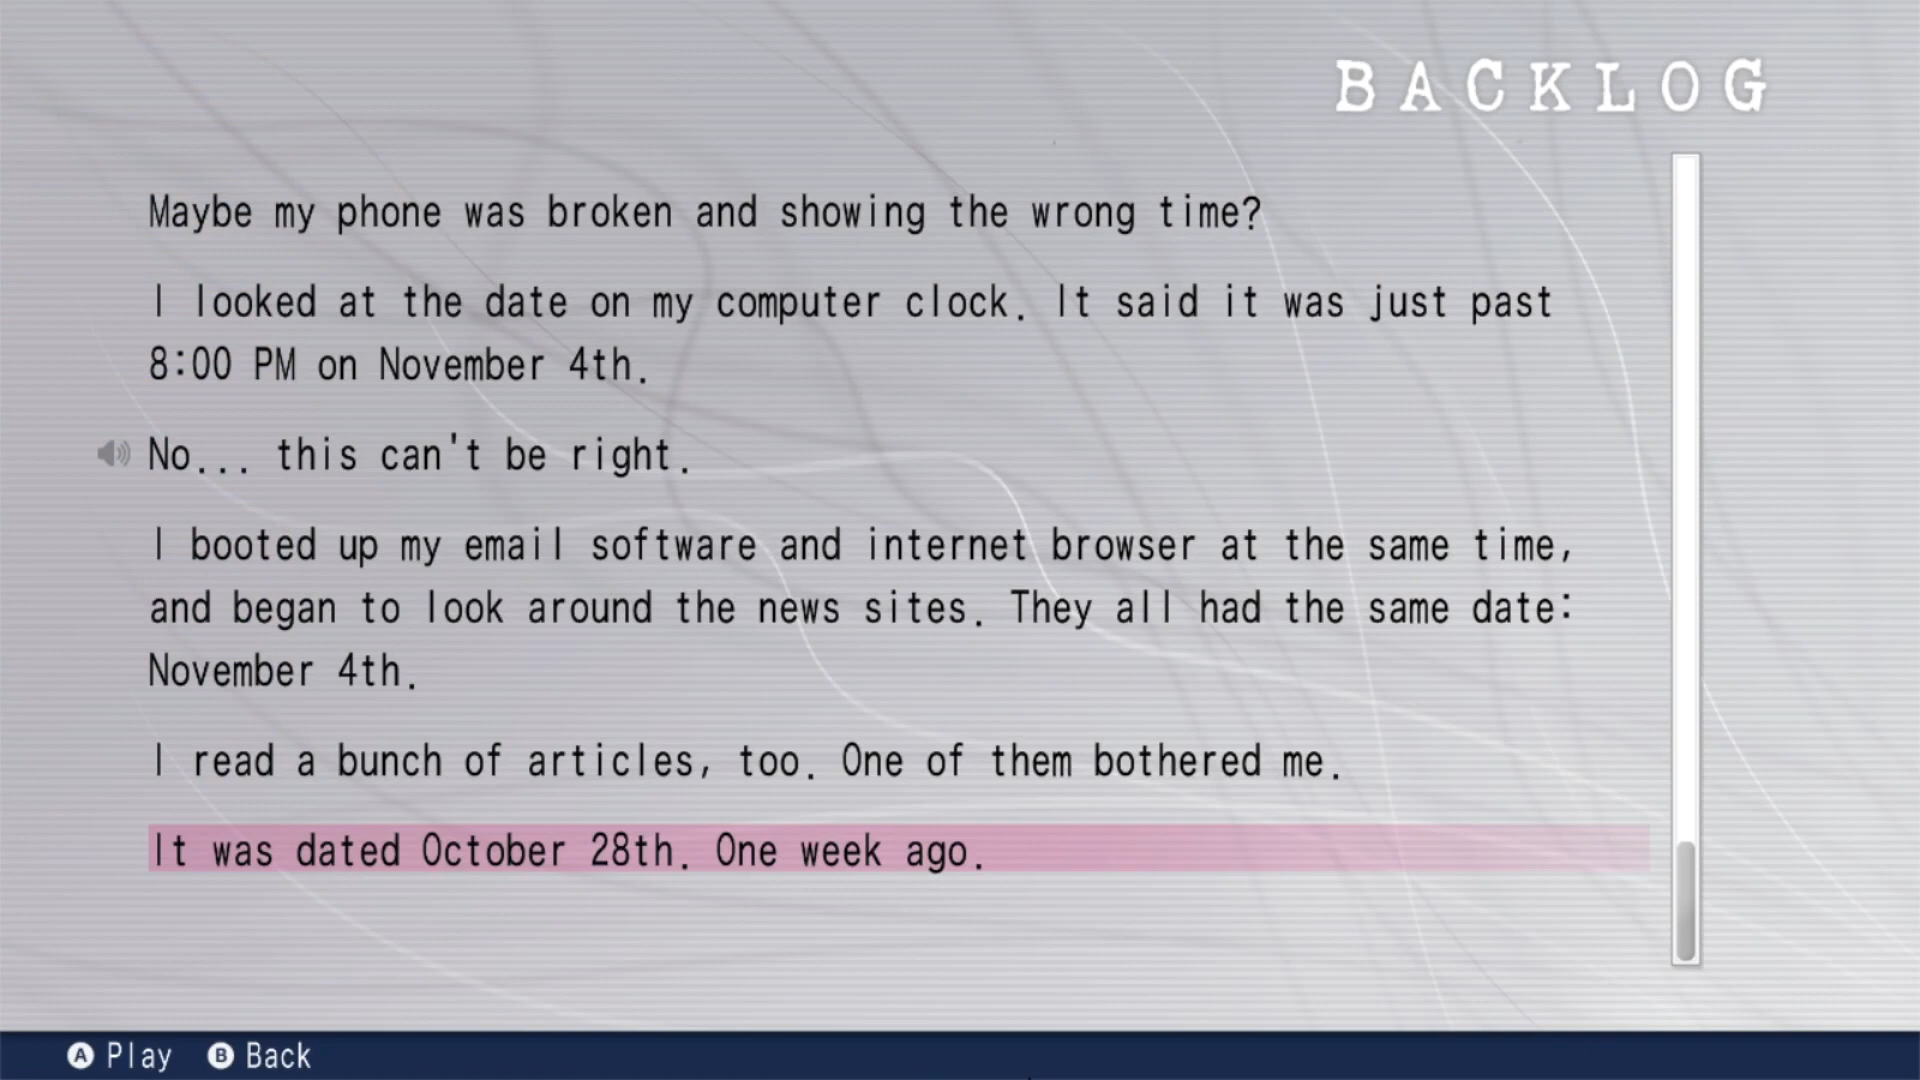 BACKLOG
Maybe my phone was broken and showing the wrong time?
I looked at the date on my computer clock. It said it was just past
8:00 PM on November 4th.
No... this can't be right.
I booted up my email software and internet browser at the same time,
and began to look around the news sites. They all had the same date:
November 4th.
I read a bunch of articles, too. One of them bothered me.
It was dated October 28th. One week ago.
A Play B Back